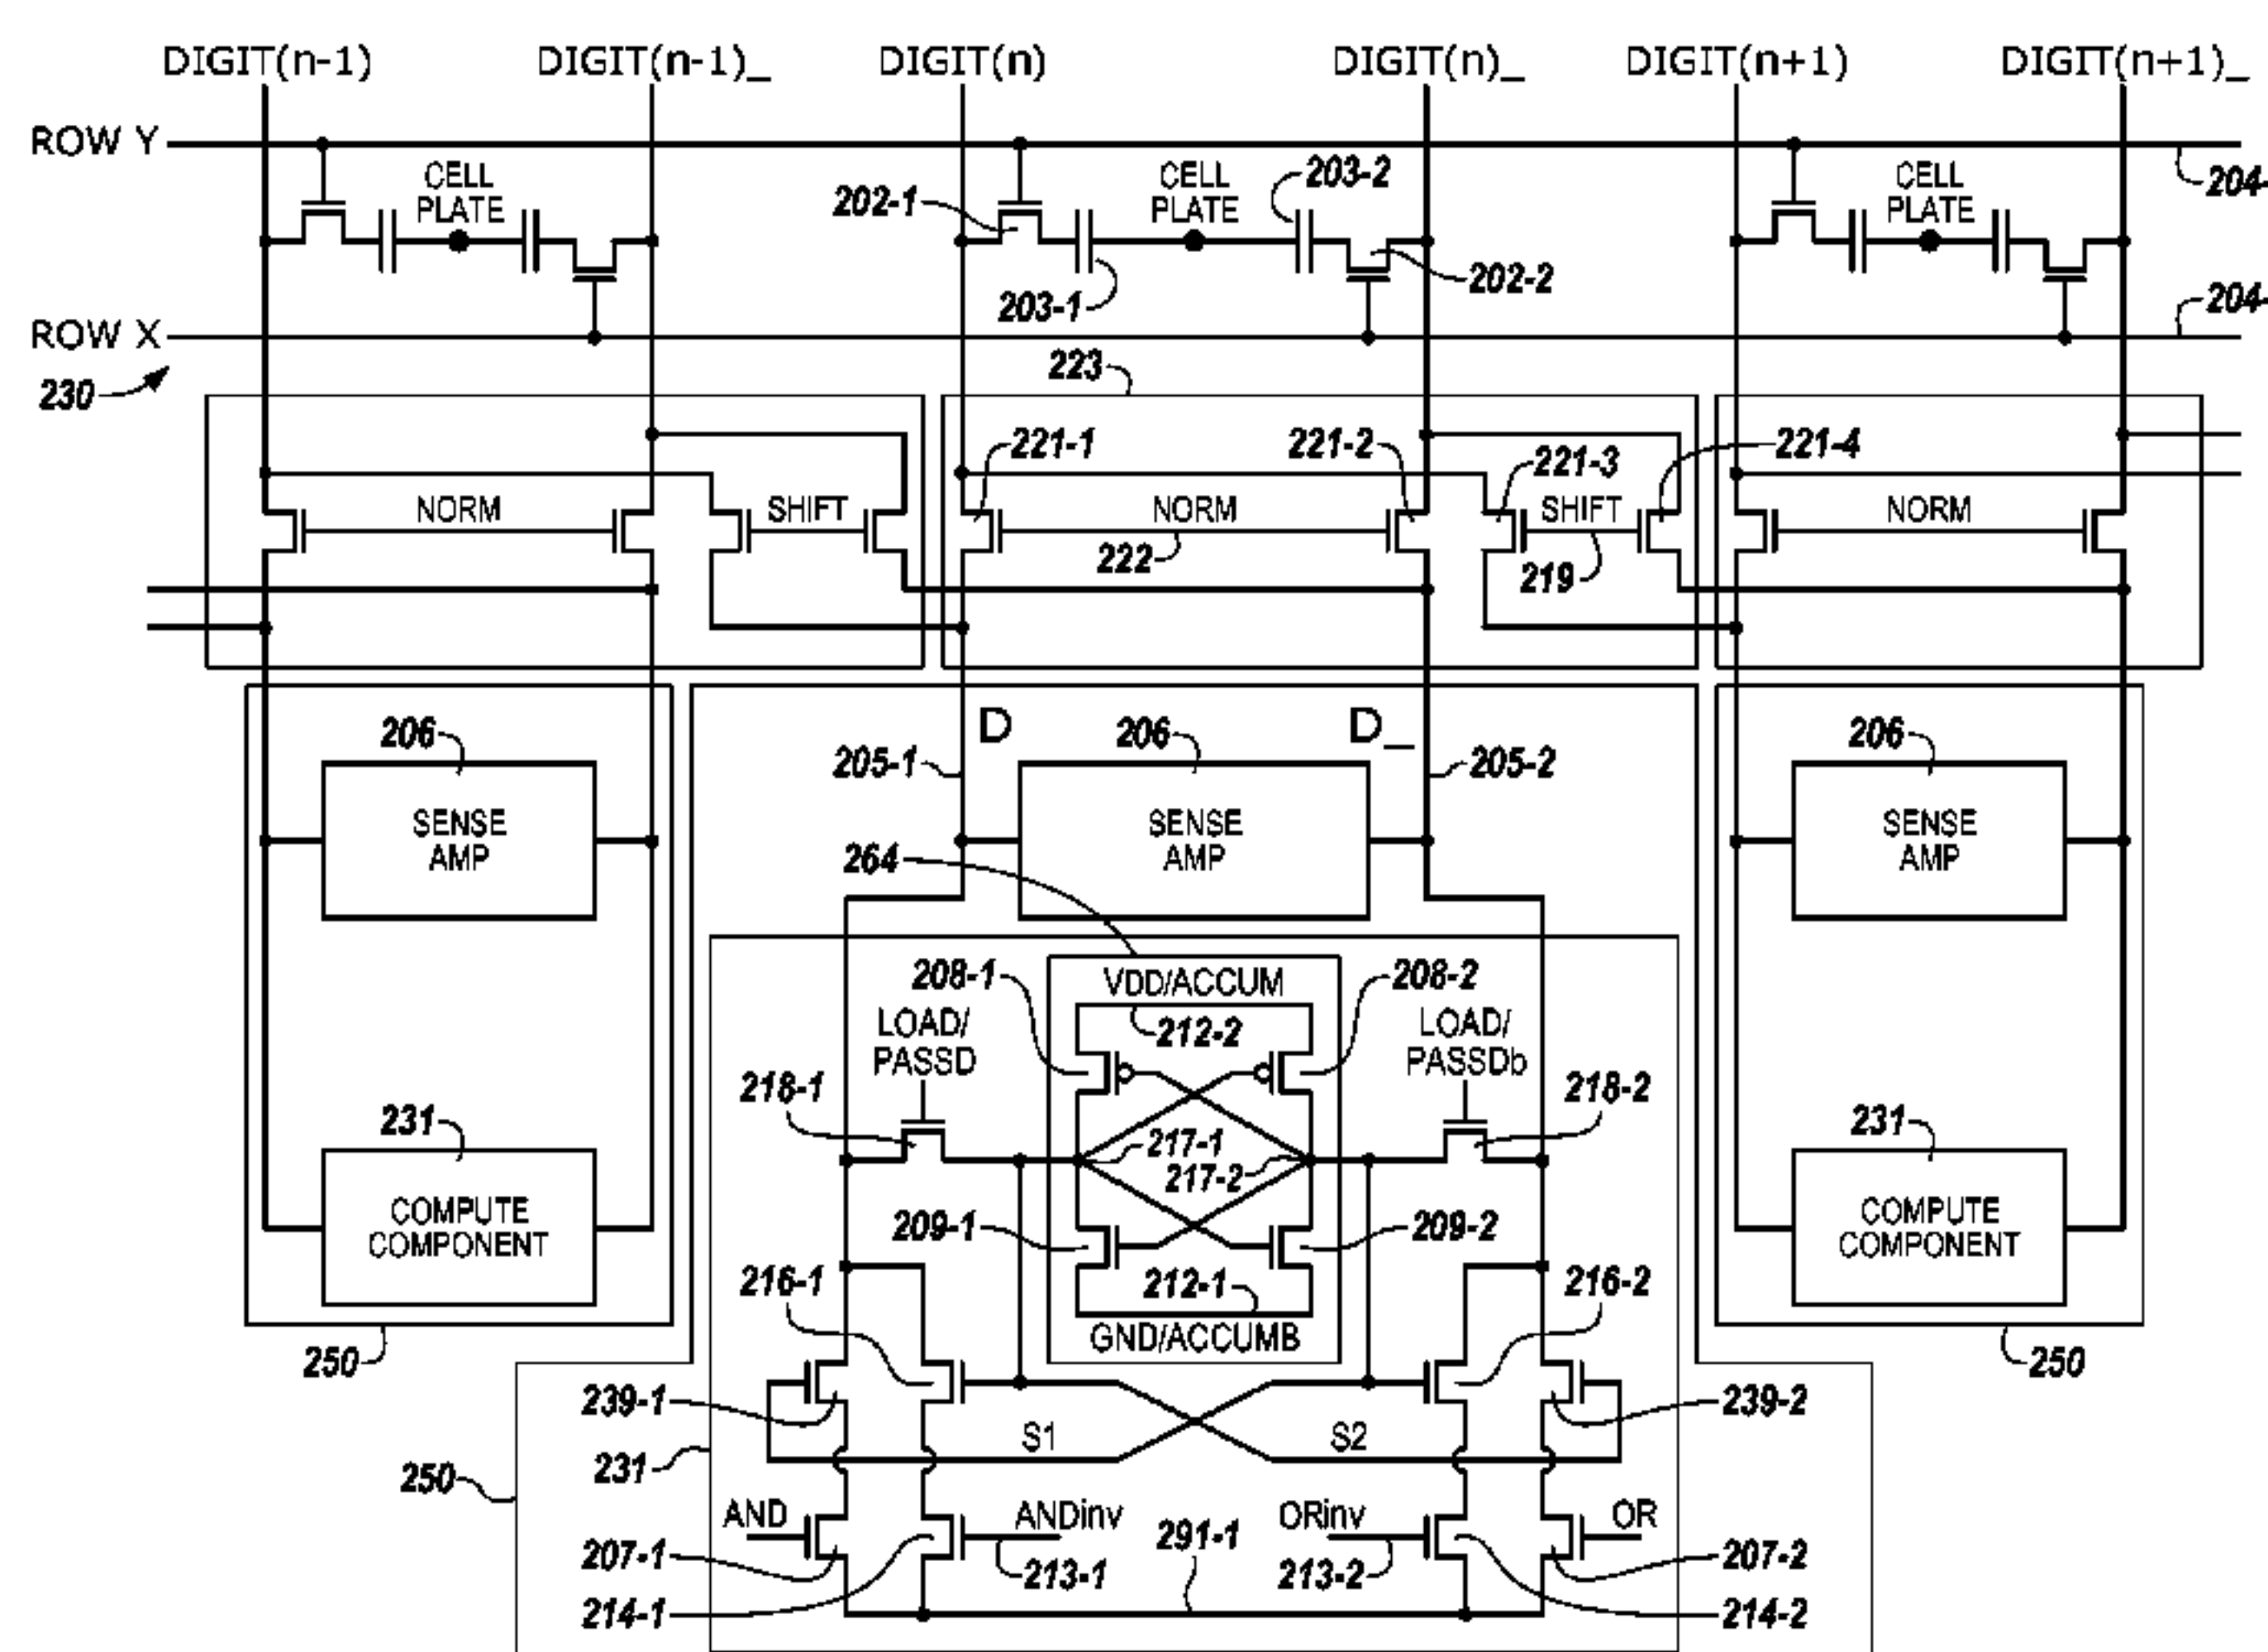 DIGIT(n-1) DIGIT(n-1)_ DIGIT(n) DIGIT(n)_ DIGIT(n+1) DIGIT(n+1)_
ROW Y
CELL PLATE
202-1
CELL PLATE
203-2
CELL PLATE
204-
203-1
202-2
ROW X
204-
230
223
221-1
221-2
221-3
221-4
NORM
SHIFT
NORM
SHIFT
NORM
222
219
D
D_
206
205-1
206
205-2
206
SENSE
AMP
SENSE
AMP
SENSE
AMP
264
208-1
VDD/ACCUM
208-2
212-2
LOAD/
PASSD
LOAD/
PASSDb
218-1
218-2
231
217-1
217-2
231
COMPUTE
COMPONENT
COMPUTE
COMPONENT
209-1
209-2
216-1
212-1
216-2
GND/ACCUMB
250
250
239-1
239-2
S1
S2
231
250
AND
ANDinv
ORinv
OR
291-1
207-1
213-1
213-2
207-2
214-1
214-2